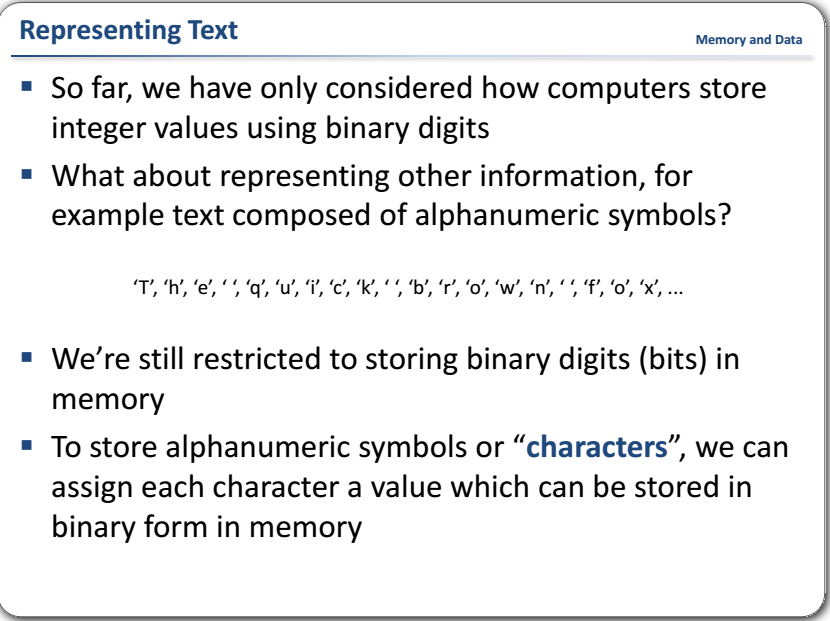 Representing Text
Memory and Data
▪ So far, we have only considered how computers store
integer values using binary digits
▪ What about representing other information, for
example text composed of alphanumeric symbols?
‘T’, ‘h’, ‘e’, ‘ ‘, ‘q’, ‘u’, ‘i’, ‘c’, ‘k’, ‘ ‘, ‘b’, ‘r’, ‘o’, ‘w’, ‘n’, ‘ ‘, ‘f’, ‘o’, ‘x’, ...
▪ We’re still restricted to storing binary digits (bits) in
memory
▪ To store alphanumeric symbols or “characters”, we can
assign each character a value which can be stored in
binary form in memory